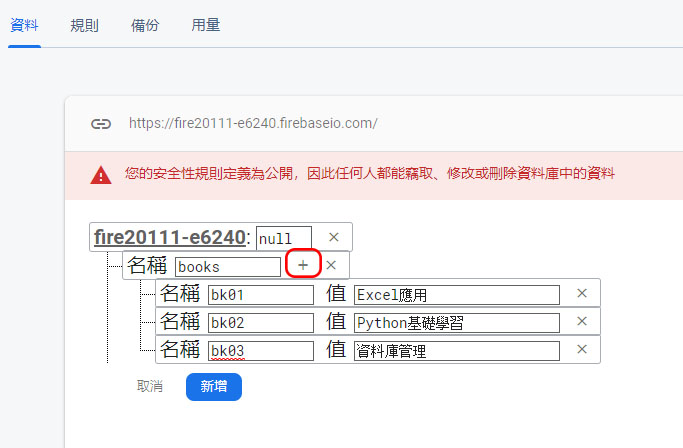 資料 規則 備份 用量
https://fire20111-e6240.firebaseio.com/
您的安全性規則定義為公開，因此任何人都能竊取、修改或刪除資料庫中的資料
fire20111-e6240: null ×
名稱 books + ×
名稱 bk01 值 Excel應用 ×
名稱 bk02 值 Python基礎學習 ×
名稱 bk03 值 資料庫管理 ×
取消 新增